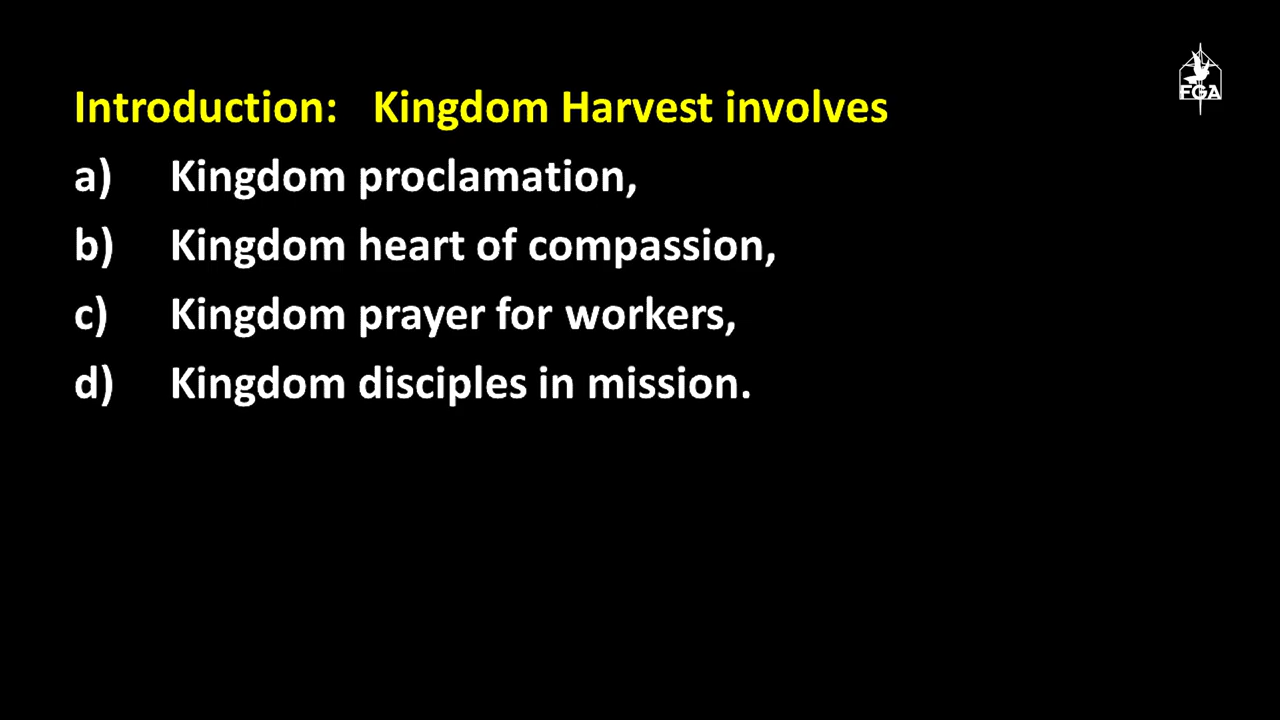 FGA
Introduction: Kingdom Harvest involves
a) Kingdom proclamation,
b) Kingdom heart of compassion,
c) Kingdom prayer for workers,
d) Kingdom disciples in mission.